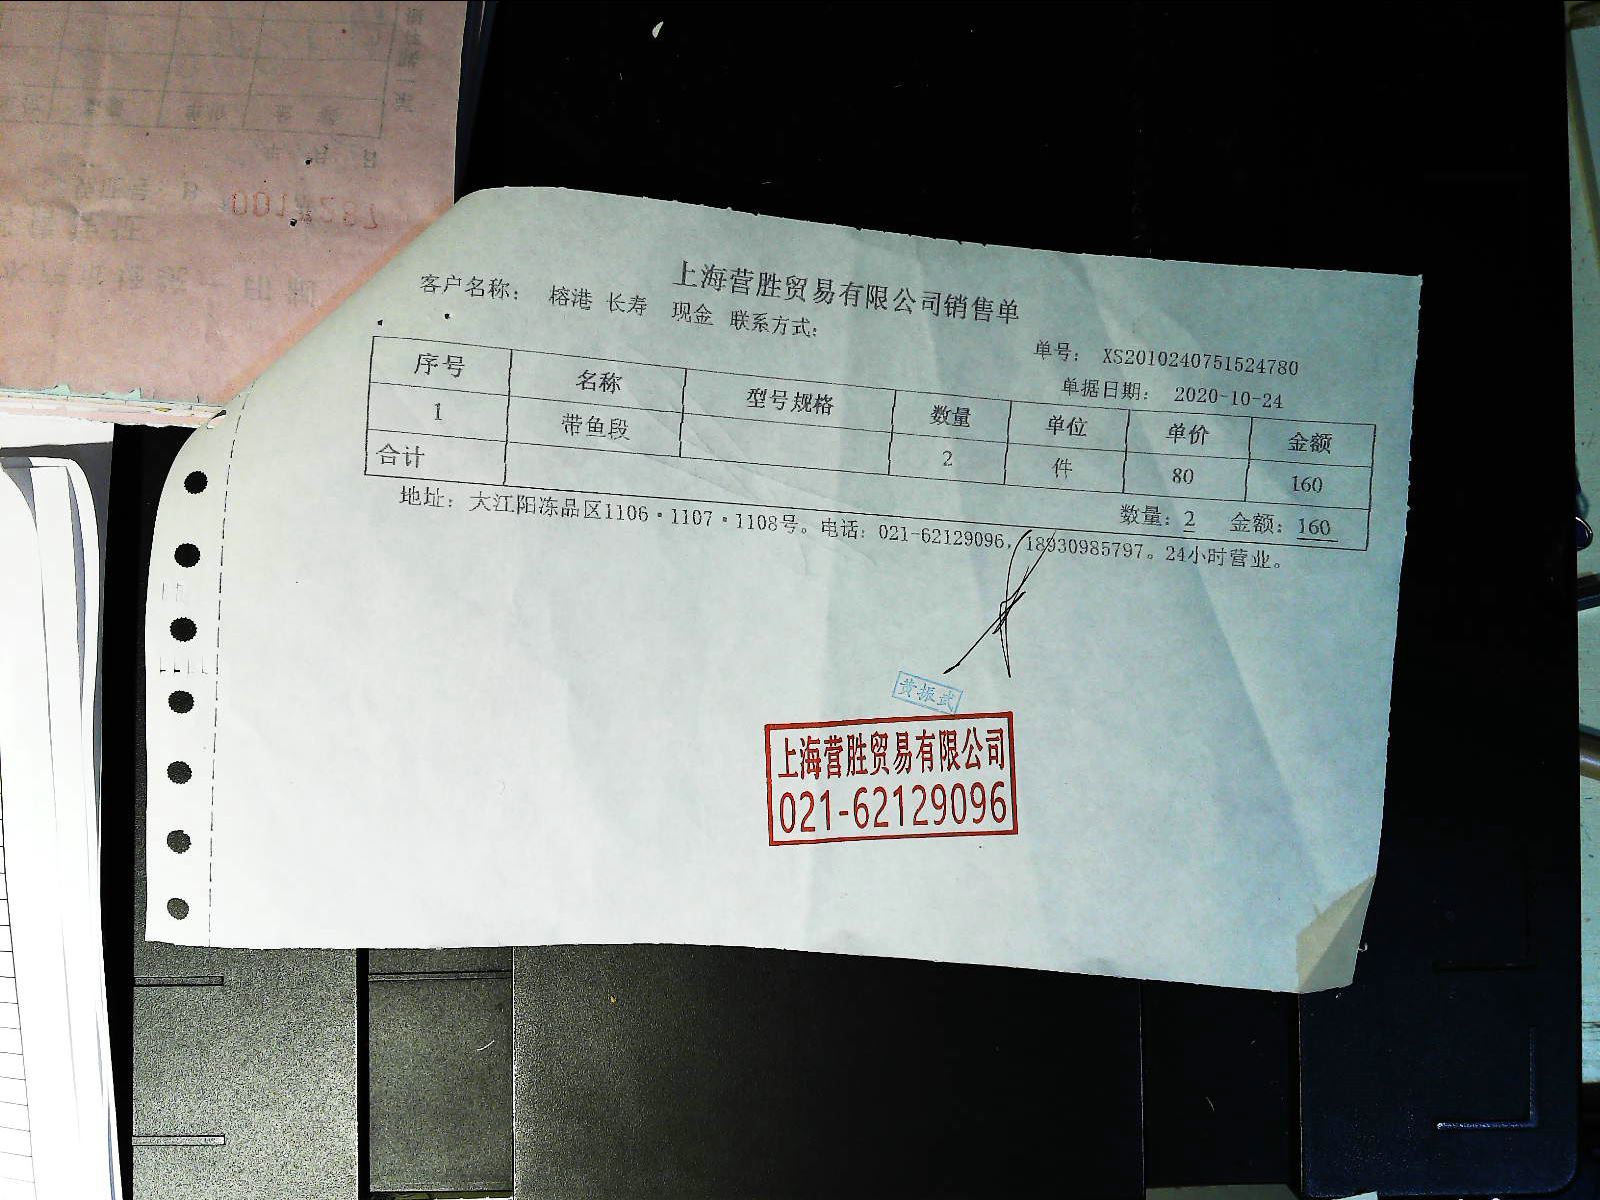 上海营胜贸易有限公司销售单
客户名称： 榕港 长寿 现金 联系方式：
单号： XS2010240751524780
单据日期： 2020-10-24
序号 名称 型号规格 数量 单位 单价 金额
1 带鱼段 2 件 80 160
合计 数量：2 金额：160
地址：大江阳冻品区1106·1107·1108号。电话：021-62129096，18930985797。24小时营业。
黄振武
上海营胜贸易有限公司
021-62129096